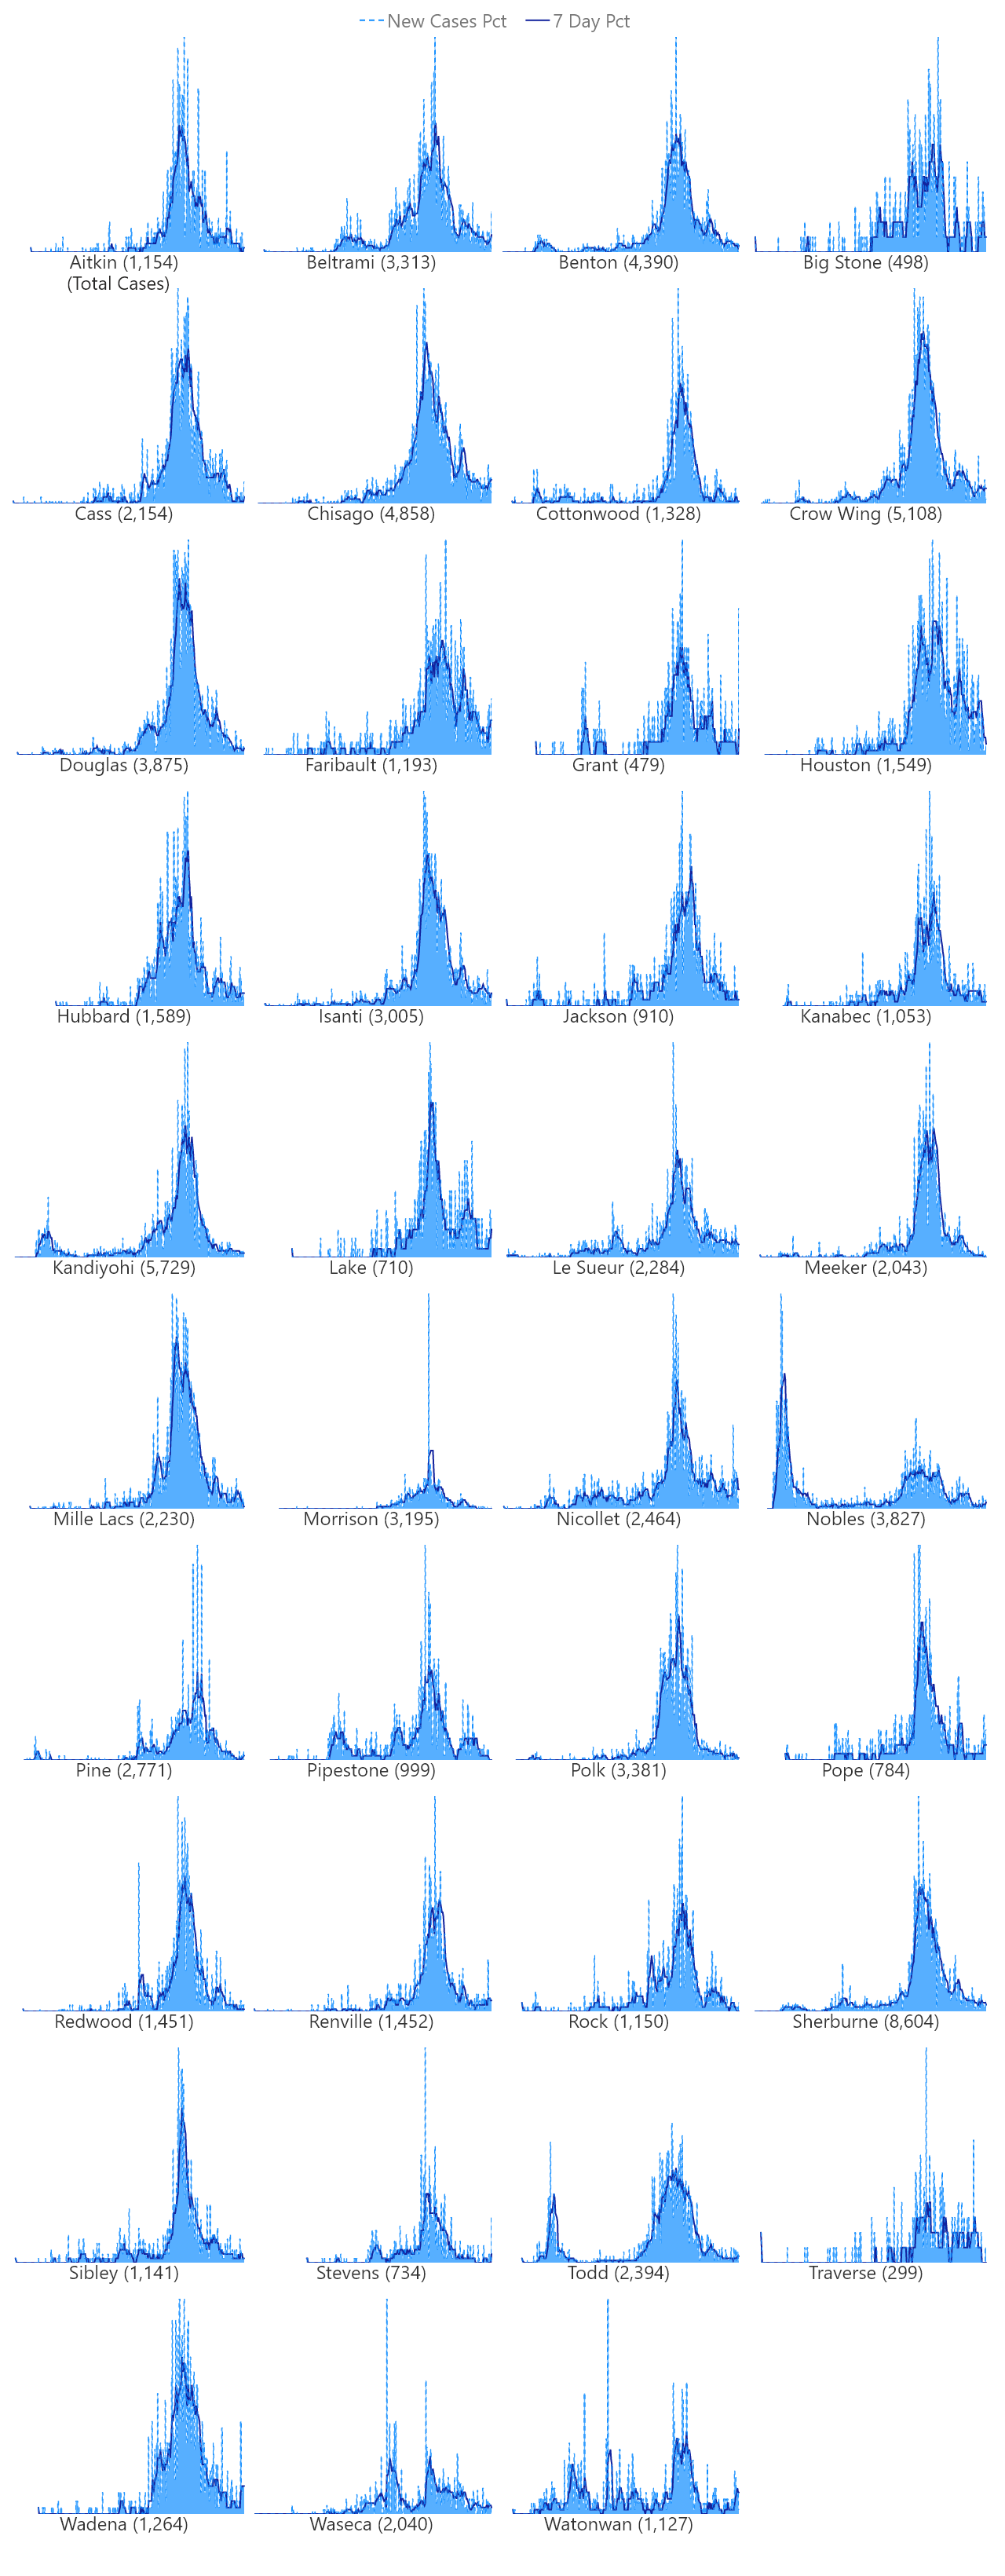 New Cases Pct 7 Day Pct
Aitkin (1,154) Beltrami (3,313) Benton (4,390) Big Stone (498)
(Total Cases)
Cass (2,154) Chisago (4,858) Cottonwood (1,328) Crow Wing (5,108)
Douglas (3,875) Faribault (1,193) Grant (479) Houston (1,549)
Hubbard (1,589) Isanti (3,005) Jackson (910) Kanabec (1,053)
Kandiyohi (5,729) Lake (710) Le Sueur (2,284) Meeker (2,043)
Mille Lacs (2,230) Morrison (3,195) Nicollet (2,464) Nobles (3,827)
Pine (2,771) Pipestone (999) Polk (3,381) Pope (784)
Redwood (1,451) Renville (1,452) Rock (1,150) Sherburne (8,604)
Sibley (1,141) Stevens (734) Todd (2,394) Traverse (299)
Wadena (1,264) Waseca (2,040) Watonwan (1,127)